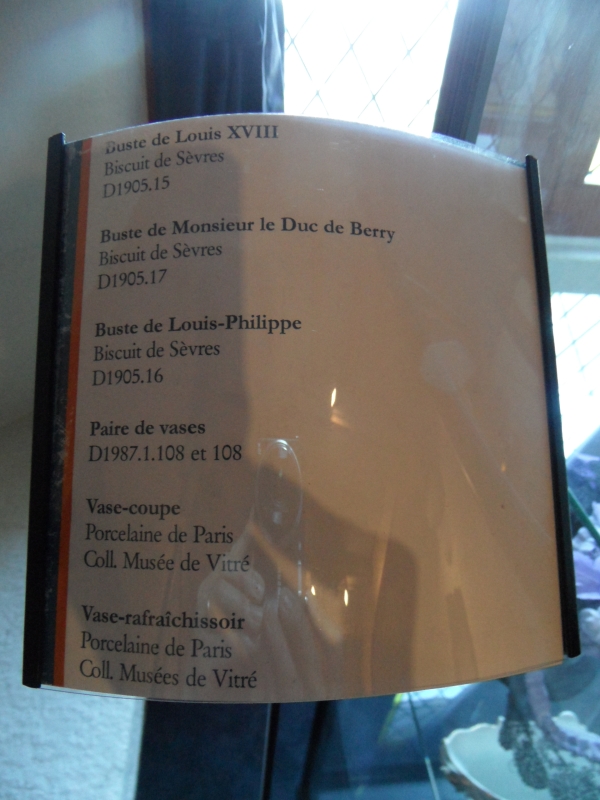 Buste de Louis XVIII
Biscuit de Sèvres
D1905.15
Buste de Monsieur le Duc de Berry
Biscuit de Sèvres
D1905.17
Buste de Louis-Philippe
Biscuit de Sèvres
D1905.16
Paire de vases
D1987.1.108 et 108
Vase-coupe
Porcelaine de Paris
Coll. Musée de Vitré
Vase-rafraîchissoir
Porcelaine de Paris
Coll. Musées de Vitré